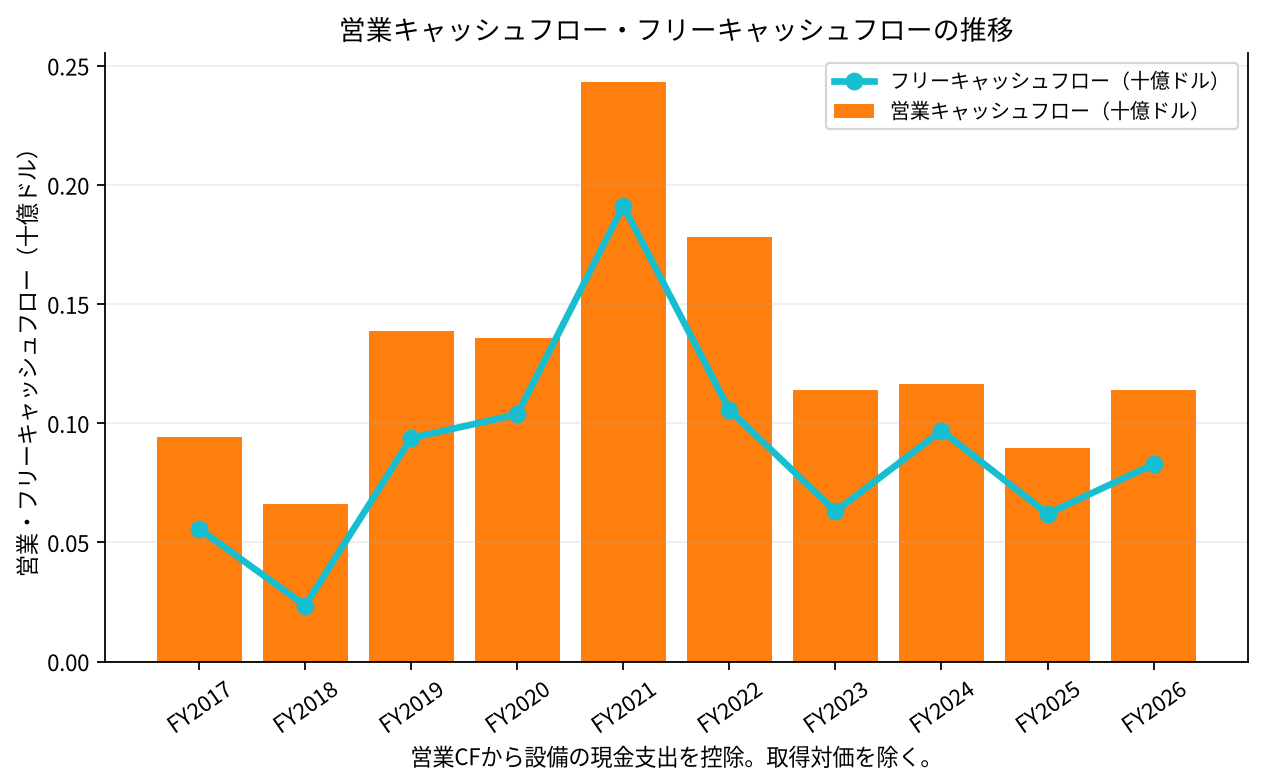 営業キャッシュフロー・フリーキャッシュフローの推移
営業・フリーキャッシュフロー（十億ドル）
0.25
0.20
0.15
0.10
0.05
0.00
フリーキャッシュフロー（十億ドル）
営業キャッシュフロー（十億ドル）
FY2017
FY2018
FY2019
FY2020
FY2021
FY2022
FY2023
FY2024
FY2025
FY2026
営業CFから設備の現金支出を控除。取得対価を除く。